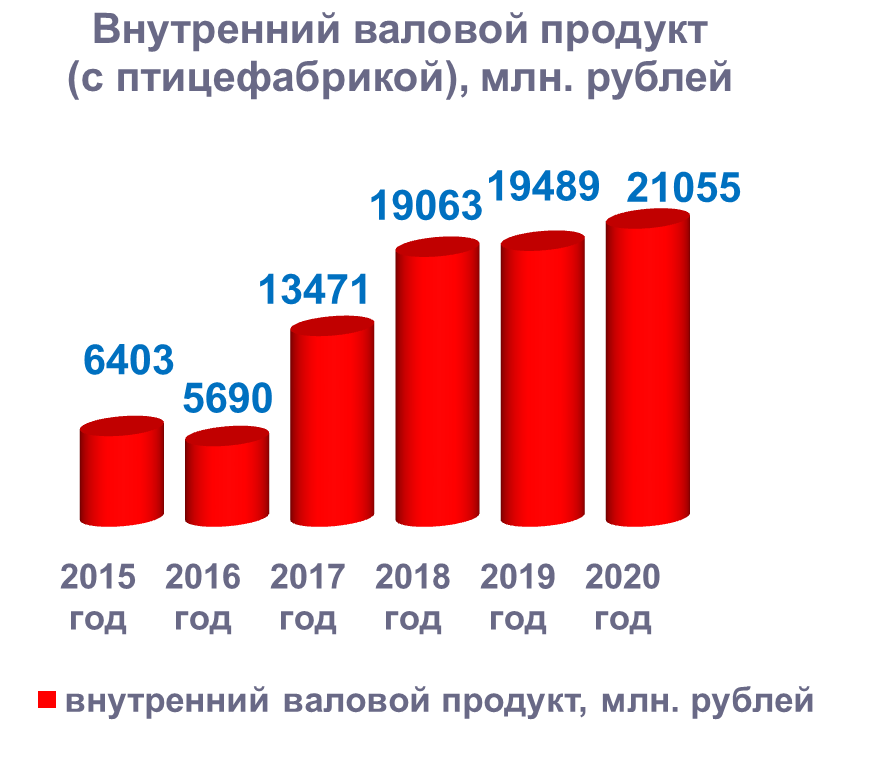 Внутренний валовой продукт
(с птицефабрикой), млн. рублей
6403
5690
13471
19063
19489
21055
2015 год
2016 год
2017 год
2018 год
2019 год
2020 год
внутренний валовой продукт, млн. рублей